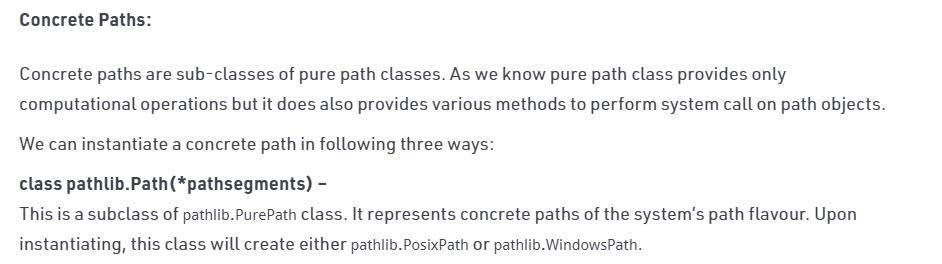 Concrete Paths:
Concrete paths are sub-classes of pure path classes. As we know pure path class provides only
computational operations but it does also provides various methods to perform system call on path objects.
We can instantiate a concrete path in following three ways:
class pathlib.Path(*pathsegments) –
This is a subclass of pathlib.PurePath class. It represents concrete paths of the system’s path flavour. Upon
instantiating, this class will create either pathlib.PosixPath or pathlib.WindowsPath.